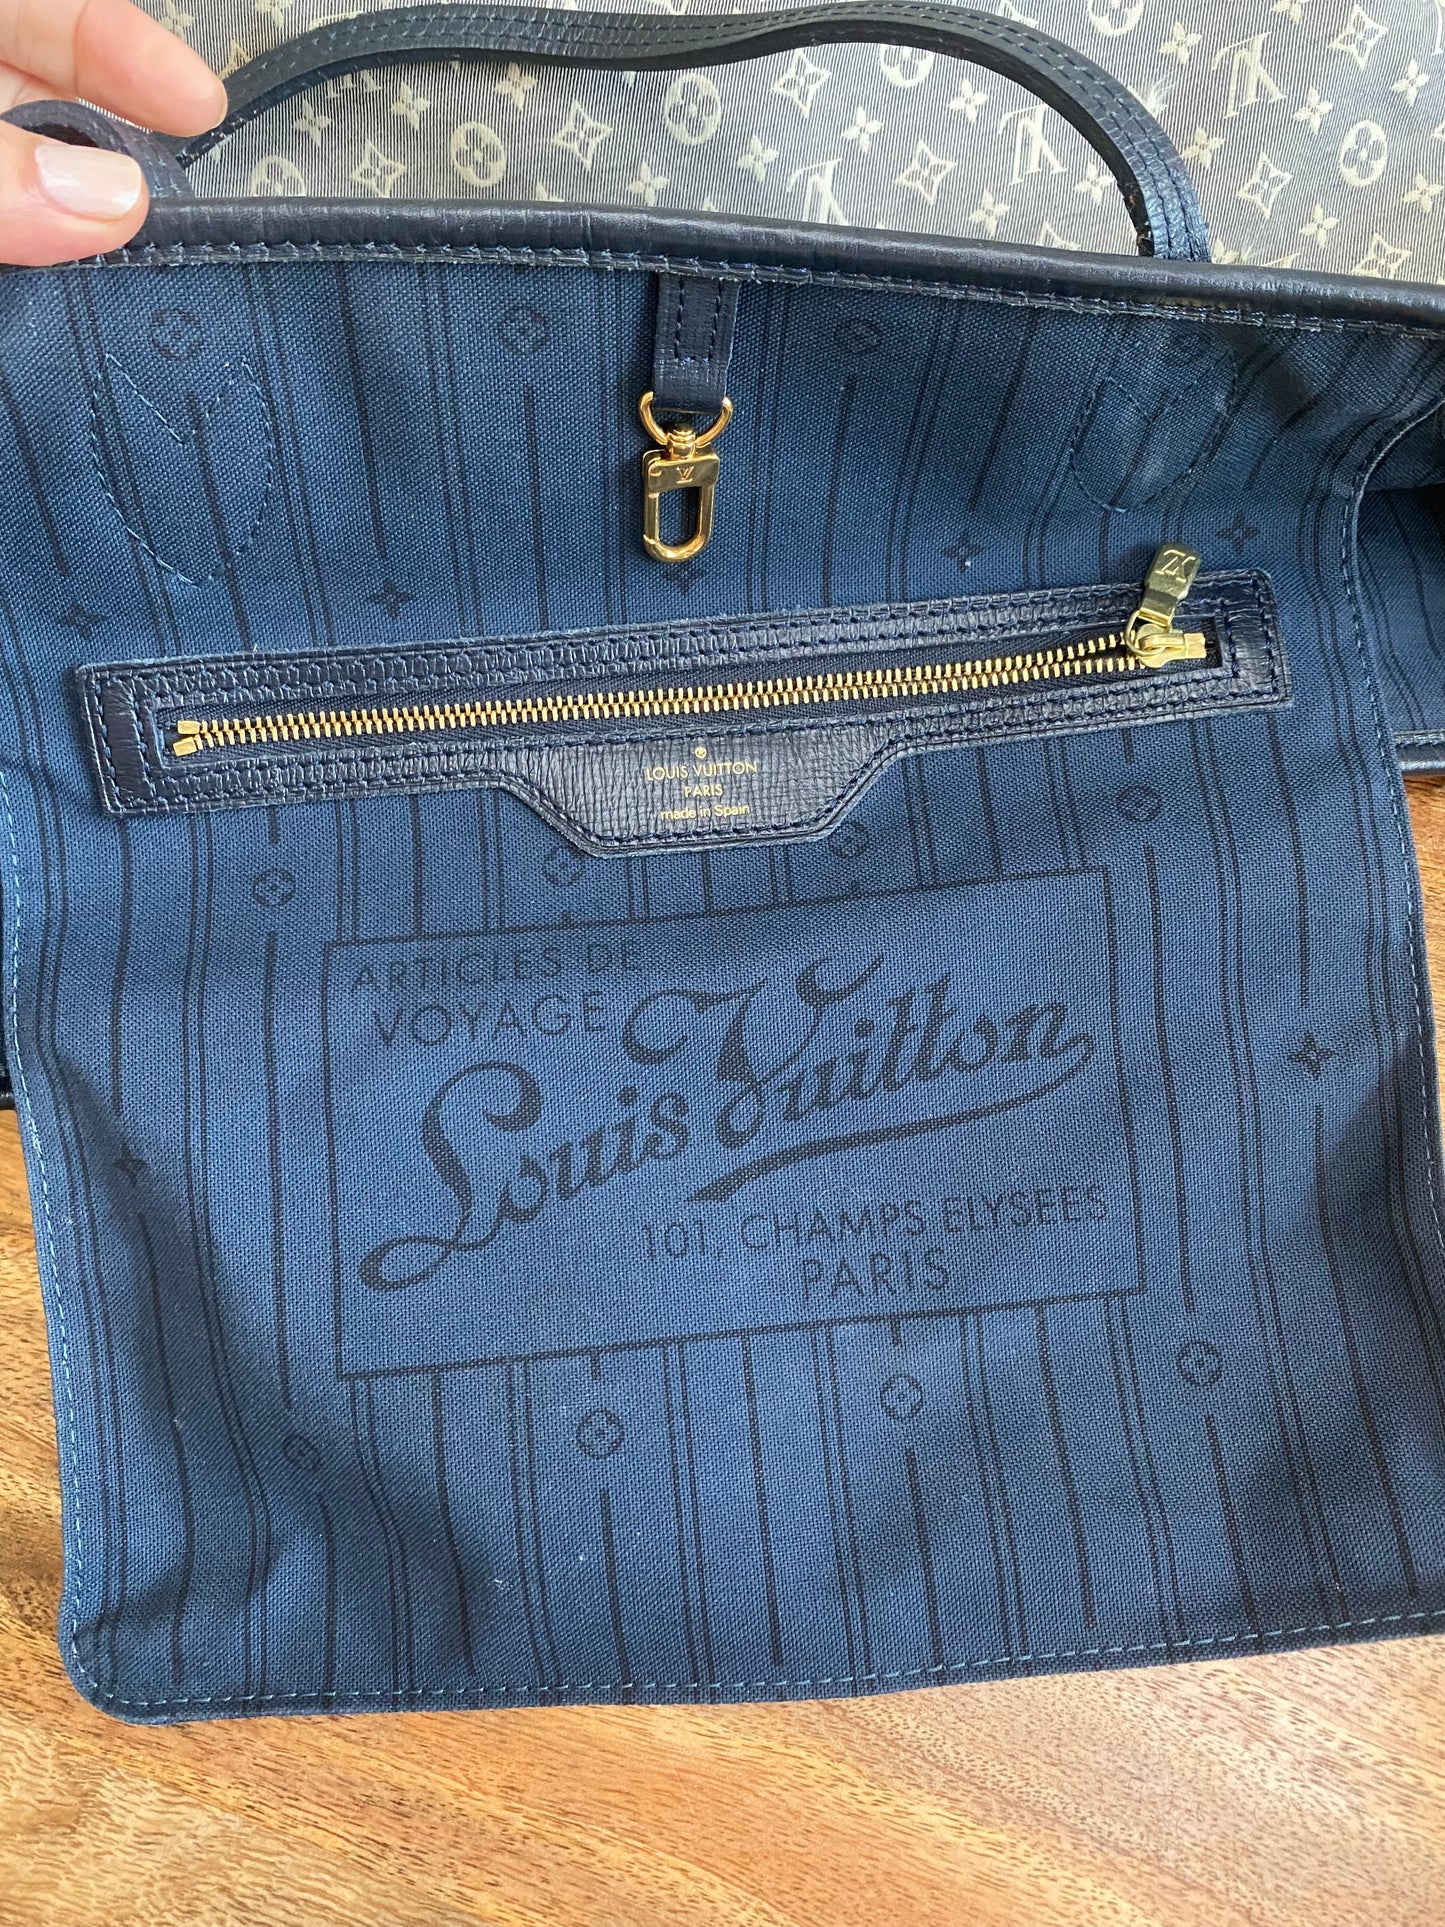 LOUIS VUITTON
PARIS
made in Spain
ARTICLES DE
VOYAGE
Louis Vuitton
101, CHAMPS ELYSEES
PARIS